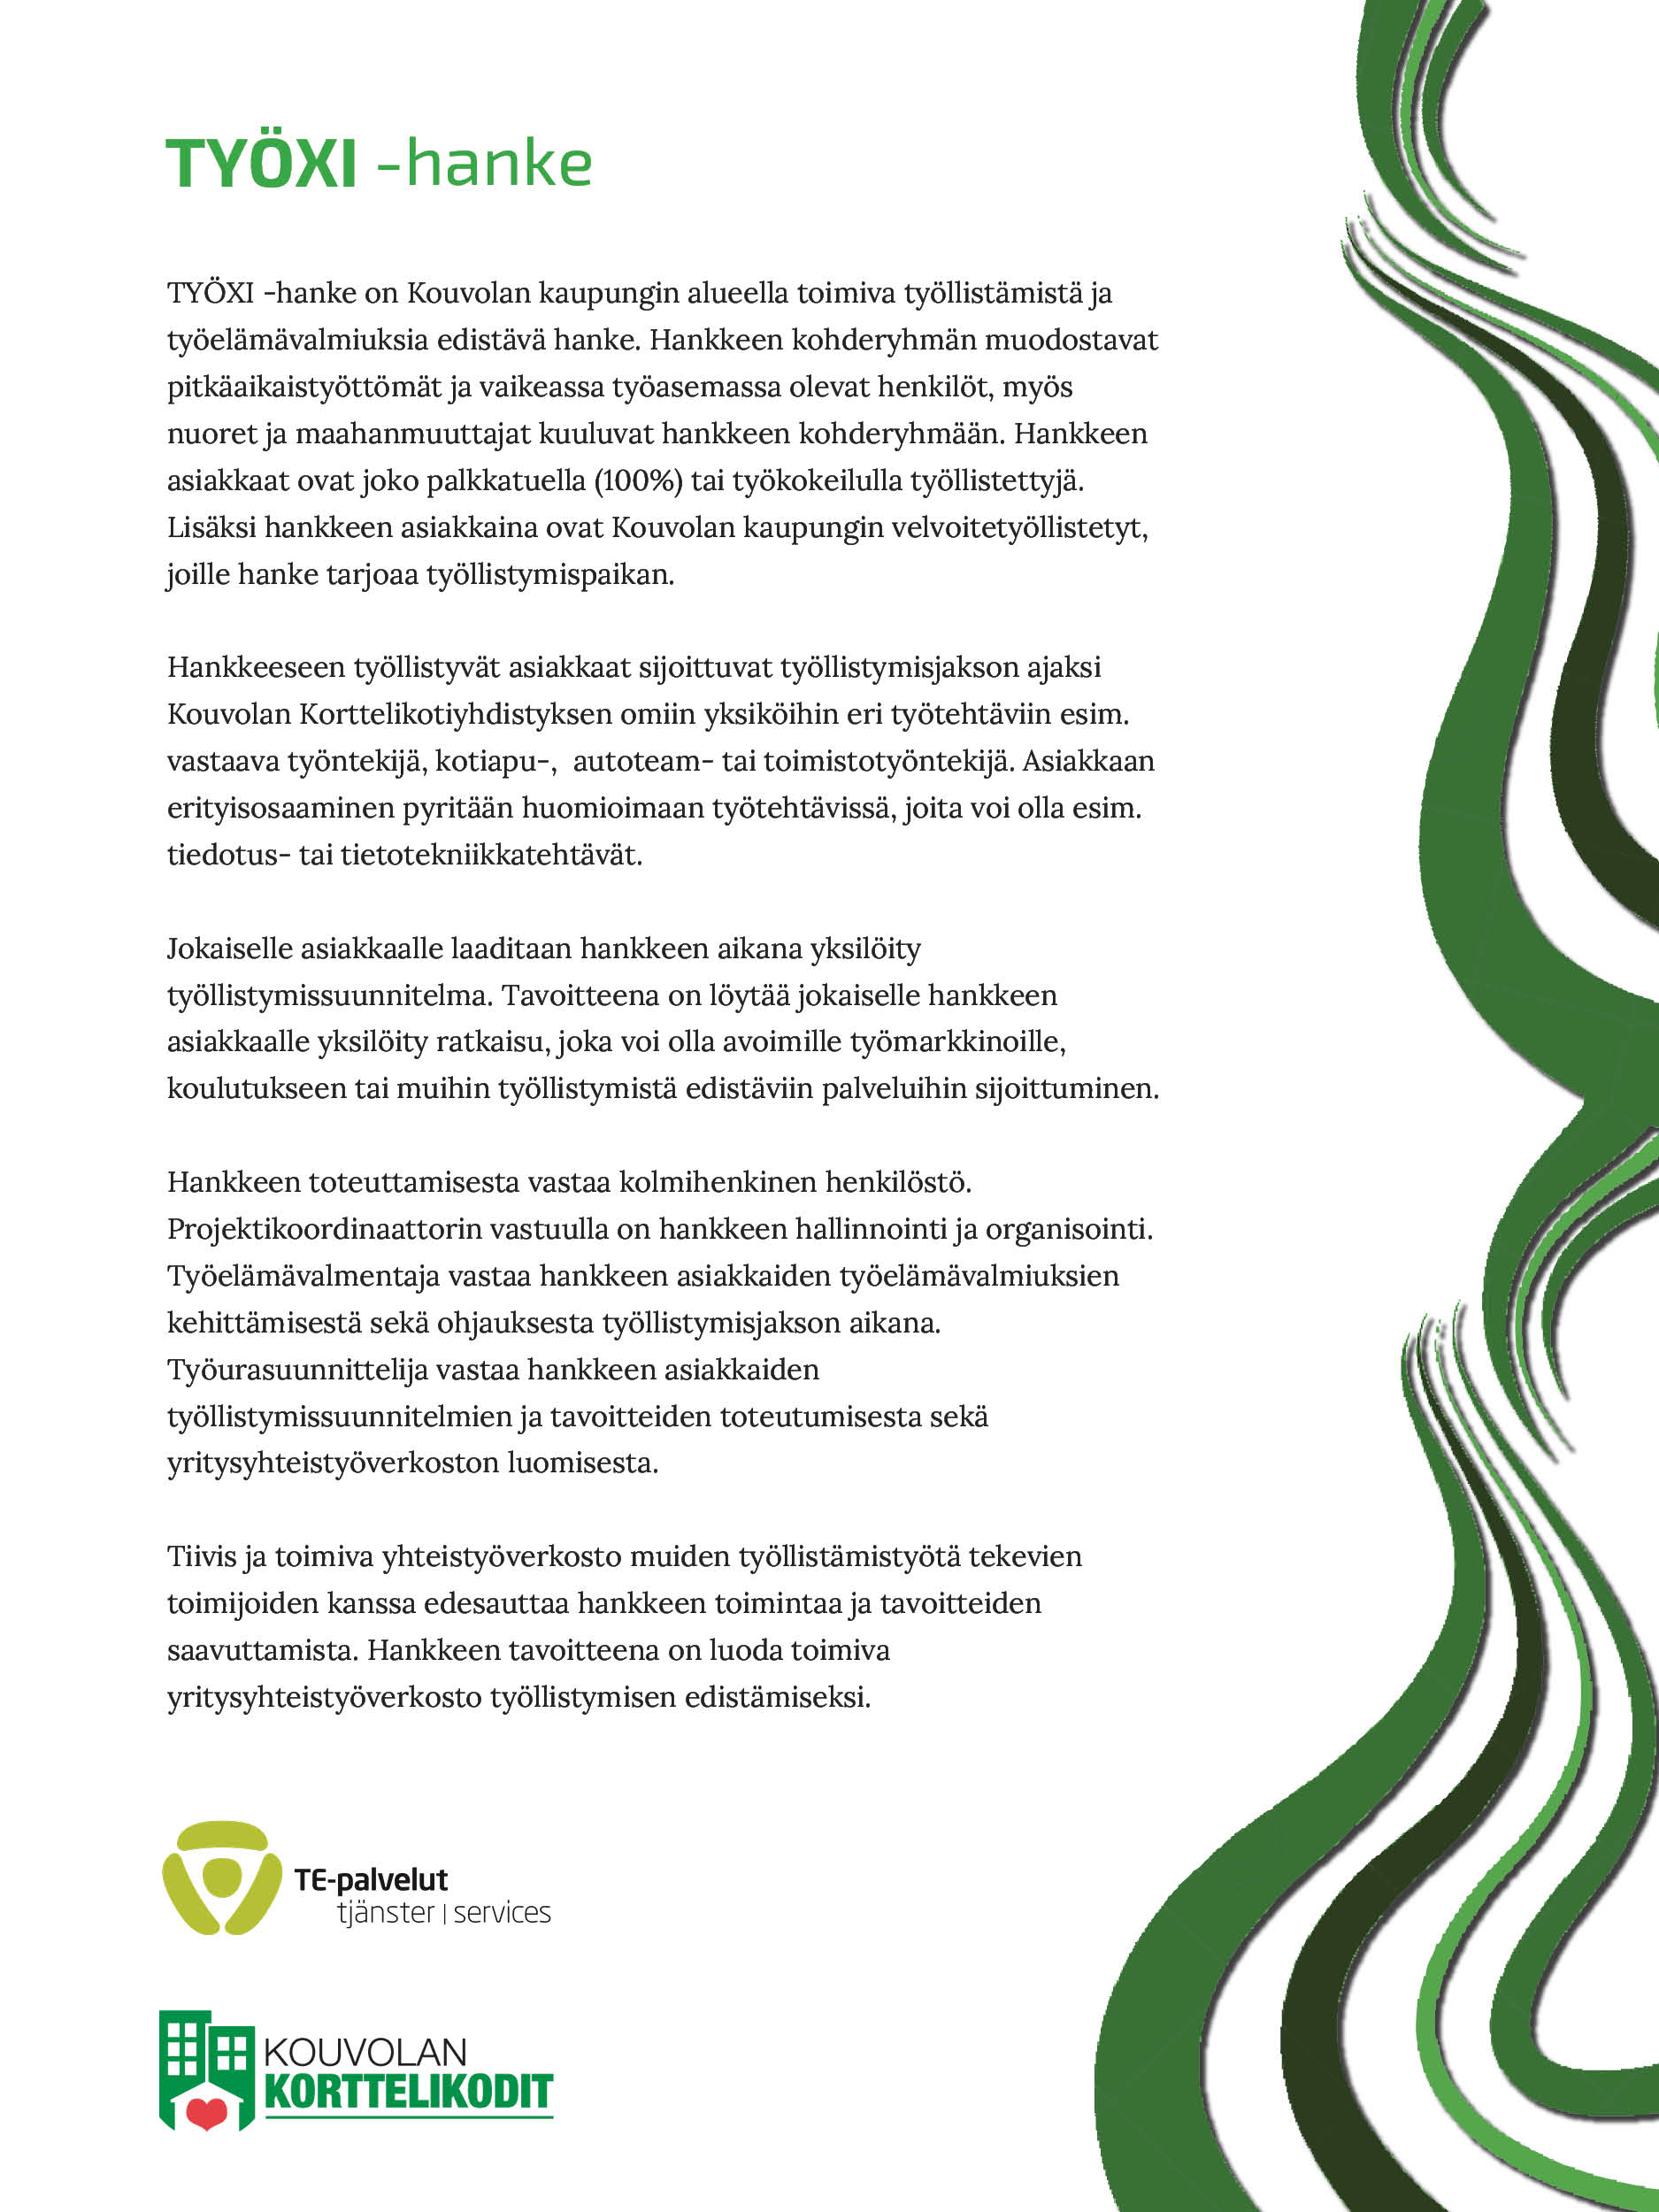 TYÖXI -hanke
TYÖXI -hanke on Kouvolan kaupungin alueella toimiva työllistämistä ja
työelämävalmiuksia edistävä hanke. Hankkeen kohderyhmän muodostavat
pitkäaikaistyöttömät ja vaikeassa työasemassa olevat henkilöt, myös
nuoret ja maahanmuuttajat kuuluvat hankkeen kohderyhmään. Hankkeen
asiakkaat ovat joko palkkatuella (100%) tai työkokeilulla työllistettyjä.
Lisäksi hankkeen asiakkaina ovat Kouvolan kaupungin velvoitetyöllistetyt,
joille hanke tarjoaa työllistymispaikan.
Hankkeeseen työllistyvät asiakkaat sijoittuvat työllistymisjakson ajaksi
Kouvolan Korttelikotiyhdistyksen omiin yksiköihin eri työtehtäviin esim.
vastaava työntekijä, kotiapu-,  autoteam- tai toimistotyöntekijä. Asiakkaan
erityisosaaminen pyritään huomioimaan työtehtävissä, joita voi olla esim.
tiedotus- tai tietotekniikkatehtävät.
Jokaiselle asiakkaalle laaditaan hankkeen aikana yksilöity
työllistymissuunnitelma. Tavoitteena on löytää jokaiselle hankkeen
asiakkaalle yksilöity ratkaisu, joka voi olla avoimille työmarkkinoille,
koulutukseen tai muihin työllistymistä edistäviin palveluihin sijoittuminen.
Hankkeen toteuttamisesta vastaa kolmihenkinen henkilöstö.
Projektikoordinaattorin vastuulla on hankkeen hallinnointi ja organisointi.
Työelämävalmentaja vastaa hankkeen asiakkaiden työelämävalmiuksien
kehittämisestä sekä ohjauksesta työllistymisjakson aikana.
Työurasuunnittelija vastaa hankkeen asiakkaiden
työllistymissuunnitelmien ja tavoitteiden toteutumisesta sekä
yritysyhteistyöverkoston luomisesta.
Tiivis ja toimiva yhteistyöverkosto muiden työllistämistyötä tekevien
toimijoiden kanssa edesauttaa hankkeen toimintaa ja tavoitteiden
saavuttamista. Hankkeen tavoitteena on luoda toimiva
yritysyhteistyöverkosto työllistymisen edistämiseksi.
TE-palvelut
tjänster | services
KOUVOLAN
KORTTELIKODIT